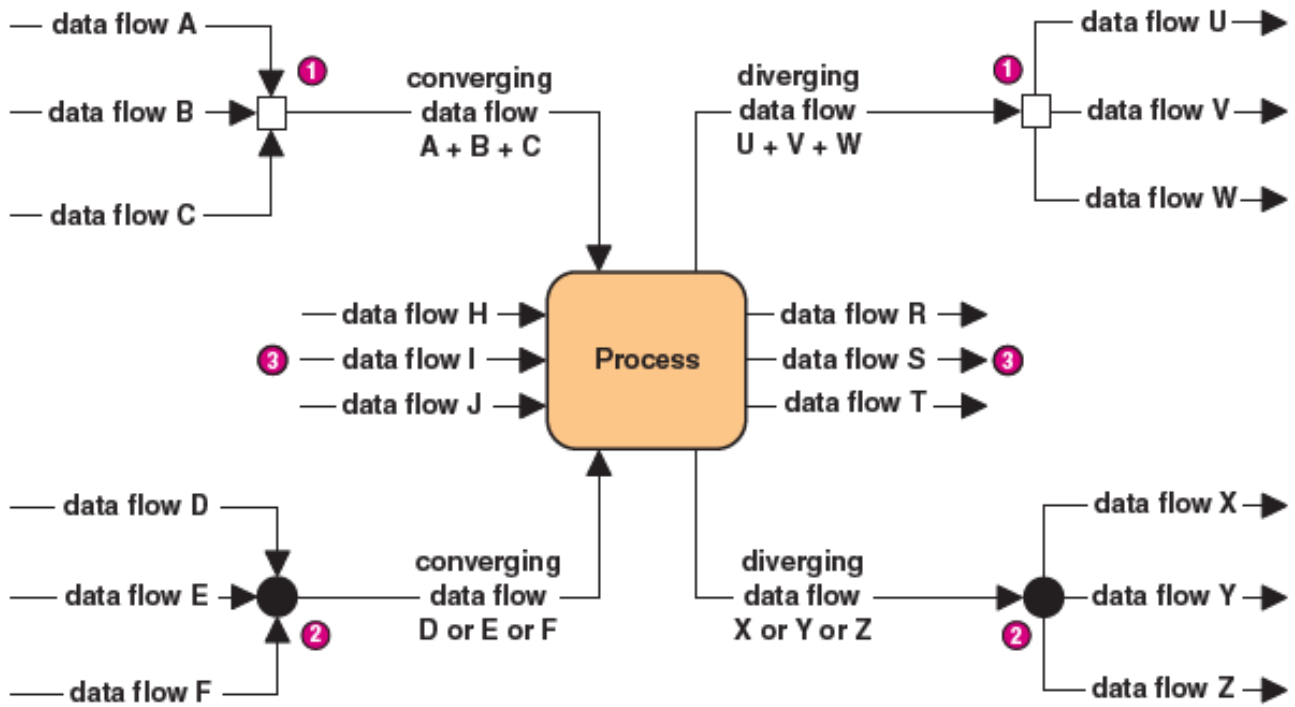 data flow A
data flow B
data flow C
1
converging
data flow
A + B + C
diverging
data flow
U + V + W
1
data flow U
data flow V
data flow W
data flow H
3
data flow I
data flow J
Process
data flow R
data flow S
3
data flow T
data flow D
data flow E
data flow F
2
converging
data flow
D or E or F
diverging
data flow
X or Y or Z
2
data flow X
data flow Y
data flow Z